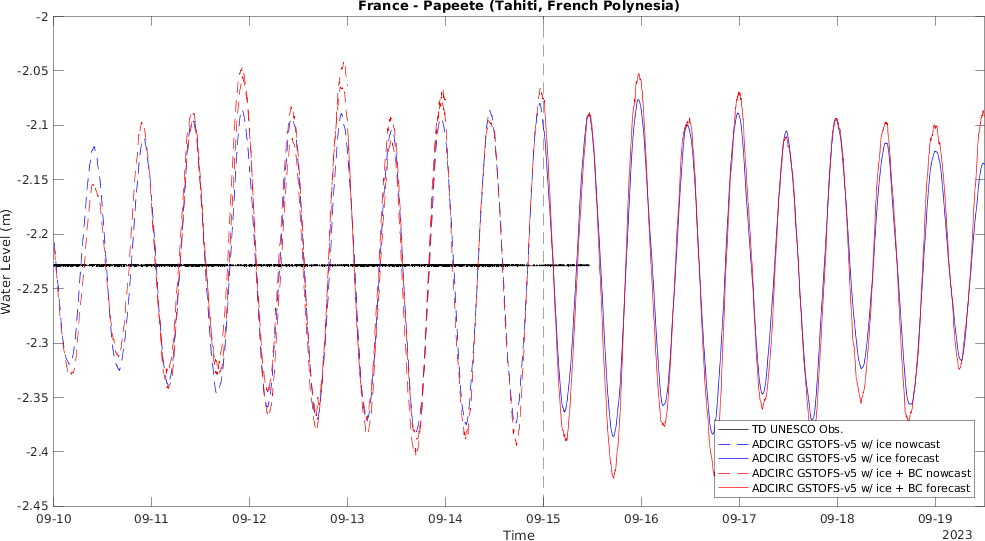 France - Papeete (Tahiti, French Polynesia)
-2
-2.05
-2.1
-2.15
-2.2
-2.25
-2.3
-2.35
-2.4
-2.45
Water Level (m)
TD UNESCO Obs.
ADCIRC GSTOFS-v5 w/ ice nowcast
ADCIRC GSTOFS-v5 w/ ice forecast
ADCIRC GSTOFS-v5 w/ ice + BC nowcast
ADCIRC GSTOFS-v5 w/ ice + BC forecast
09-10 09-11 09-12 09-13 09-14 09-15 09-16 09-17 09-18 09-19
Time
2023